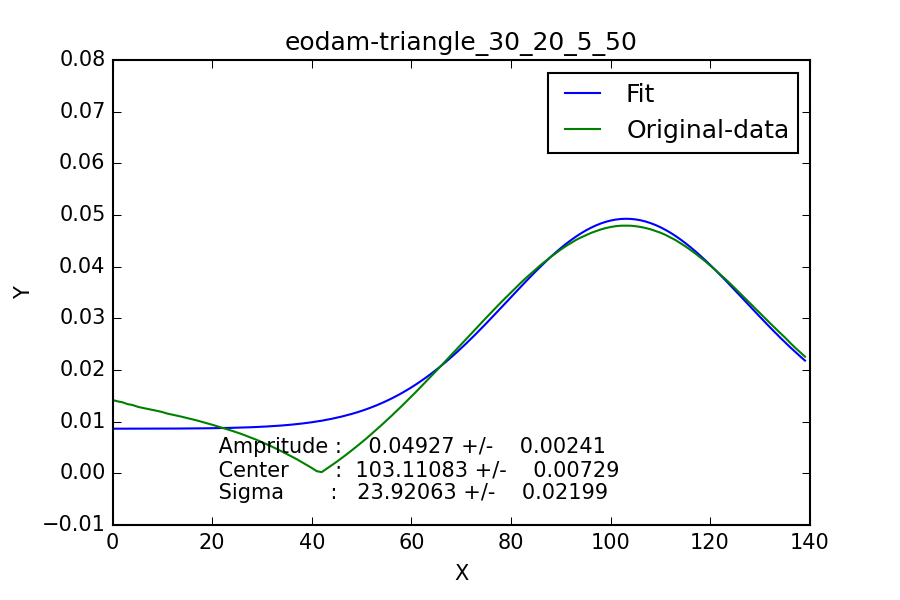 eodam-triangle_30_20_5_50
0.08
0.07
0.06
0.05
0.04
0.03
0.02
0.01
0.00
−0.01
Y
Fit
Original-data
Ampritude : 0.04927 +/- 0.00241
Center : 103.11083 +/- 0.00729
Sigma : 23.92063 +/- 0.02199
0 20 40 60 80 100 120 140
X